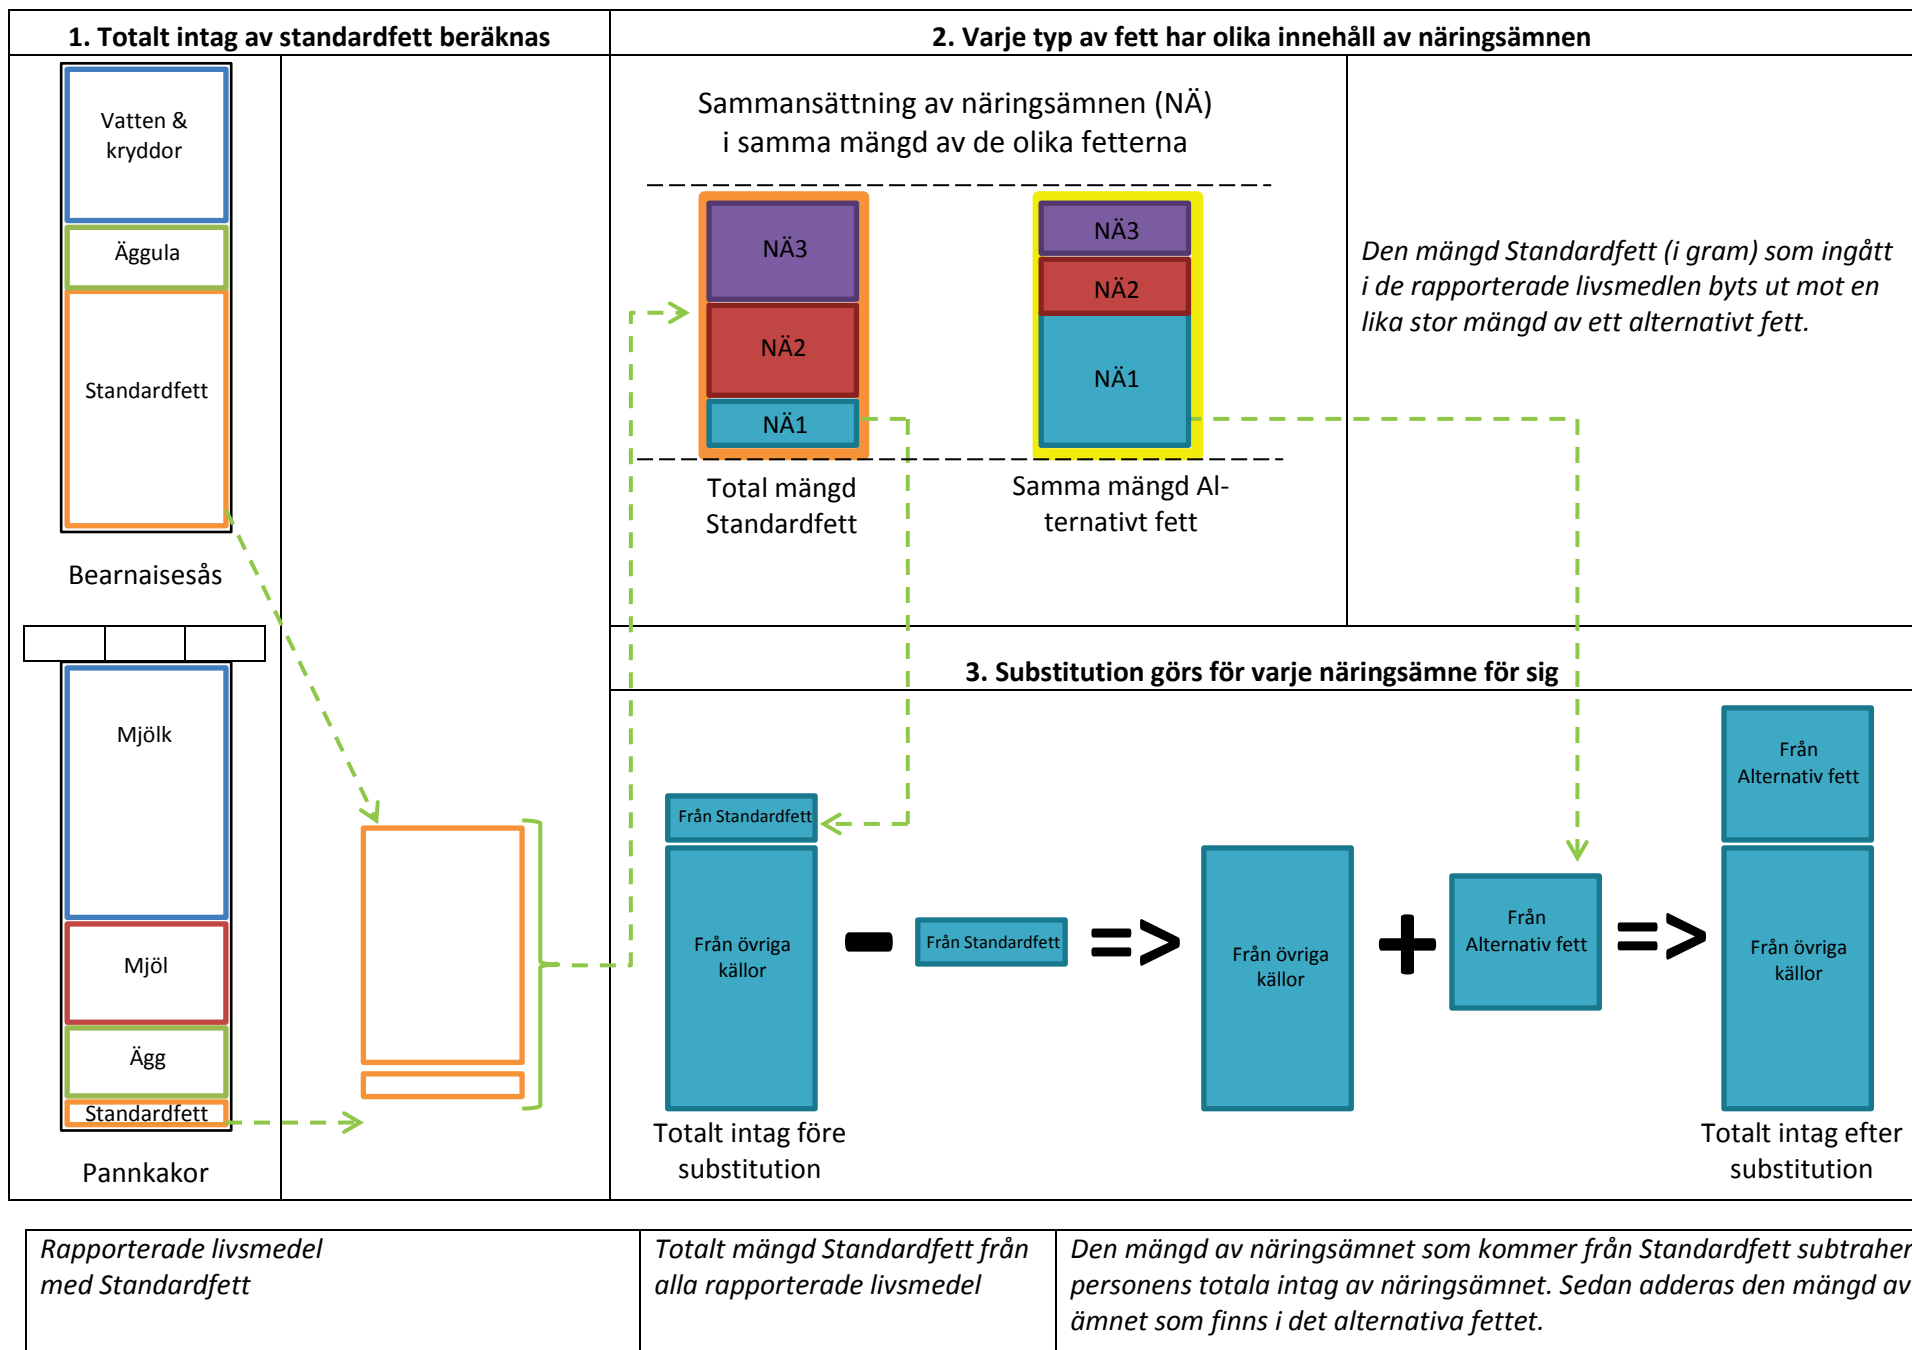 1. Totalt intag av standardfett beräknas
2. Varje typ av fett har olika innehåll av näringsämnen
Vatten &
kryddor
Äggula
Standardfett
Bearnaisesås
Mjölk
Mjöl
Ägg
Standardfett
Pannkakor
Sammansättning av näringsämnen (NÄ)
i samma mängd av de olika fetterna
NÄ3
NÄ2
NÄ1
Total mängd
Standardfett
NÄ3
NÄ2
NÄ1
Samma mängd Al-
ternativt fett
Den mängd Standardfett (i gram) som ingått
i de rapporterade livsmedlen byts ut mot en
lika stor mängd av ett alternativt fett.
3. Substitution görs för varje näringsämne för sig
Från Standardfett
Från övriga
källor
Totalt intag före
substitution
-
Från Standardfett
=>
Från övriga
källor
+
Från
Alternativ fett
=>
Från
Alternativ fett
Från övriga
källor
Totalt intag efter
substitution
Rapporterade livsmedel
med Standardfett
Totalt mängd Standardfett från
alla rapporterade livsmedel
Den mängd av näringsämnet som kommer från Standardfett subtraher
personens totala intag av näringsämnet. Sedan adderas den mängd av
ämnet som finns i det alternativa fettet.